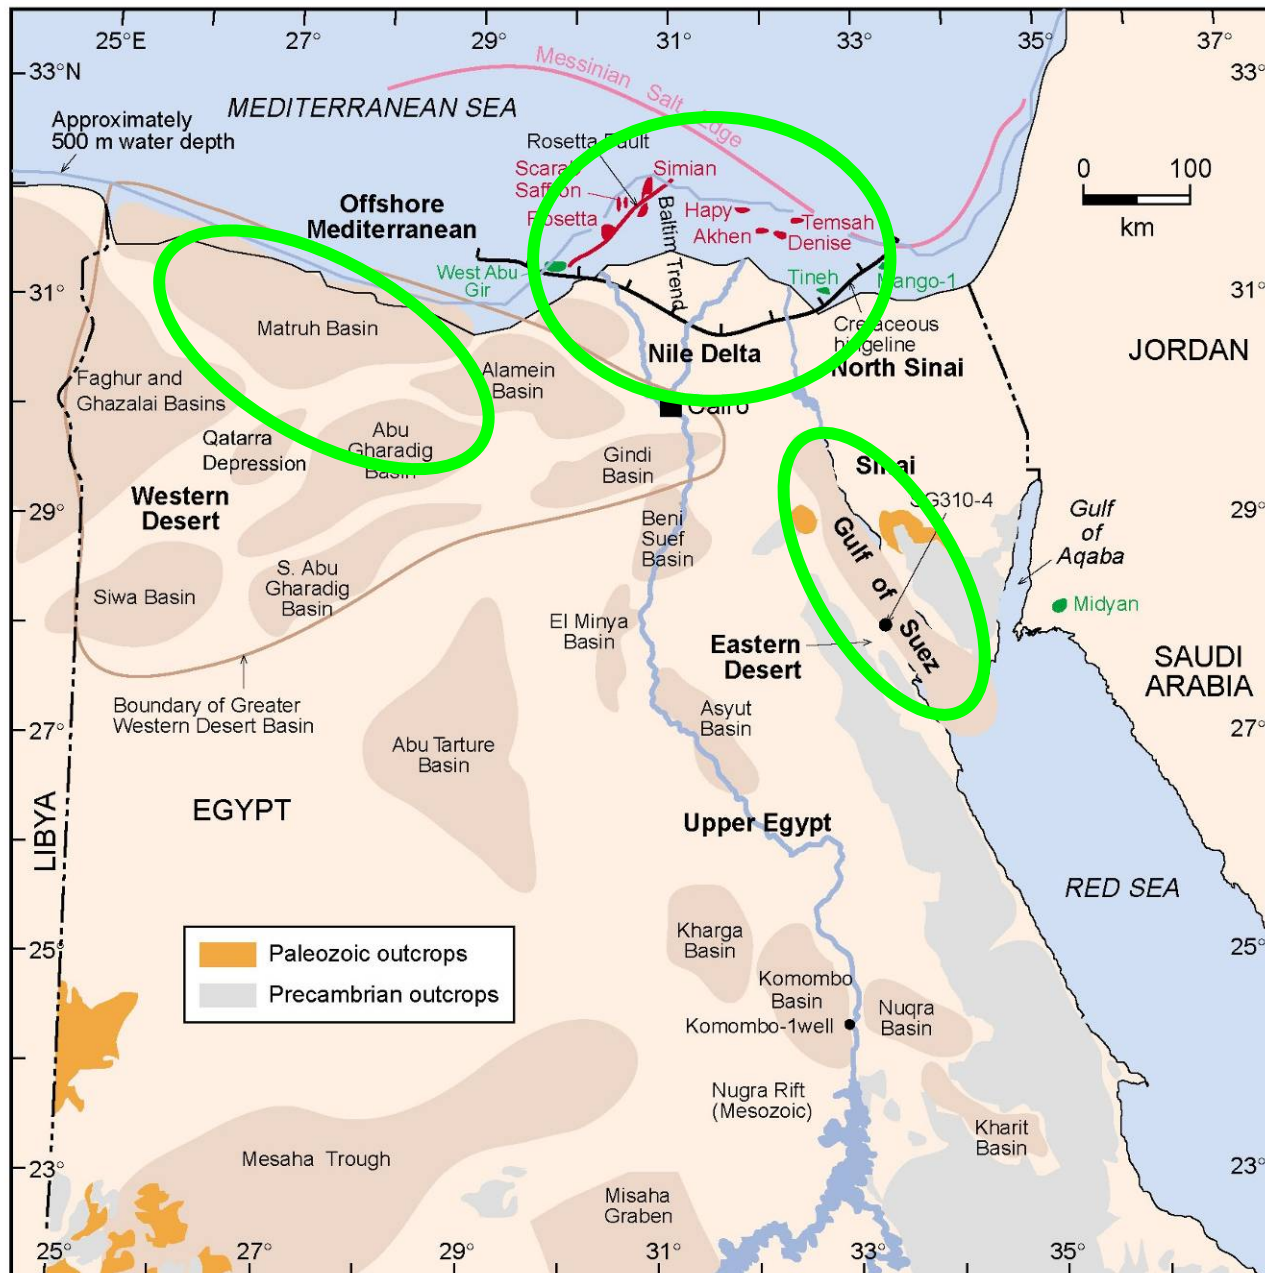 25°E
27°
29°
31°
33°
35°
37°
33°N
33°
MEDITERRANEAN SEA
Messinian Salt Edge
Approximately
500 m water depth
Rosetta Fault
Scarab
Saffron
Simian
Rosetta
Baltim Trend
Hapy
Akhen
Temsah
Denise
Offshore
Mediterranean
West Abu
Gir
Tineh
Mango-1
0
100
km
31°
31°
Matruh Basin
Nile Delta
Cretaceous
hingeline
North Sinai
JORDAN
Faghur and
Ghazalai Basins
Alamein
Basin
Cairo
Qatarra
Depression
Abu
Gharadig
Basin
Gindi
Basin
Sinai
SG310-4
Western
Desert
29°
29°
Beni
Suef
Basin
Gulf of Suez
Gulf
of
Aqaba
Siwa Basin
S. Abu
Gharadig
Basin
El Minya
Basin
Midyan
Eastern
Desert
SAUDI
ARABIA
Boundary of Greater
Western Desert Basin
27°
27°
Asyut
Basin
Abu Tarture
Basin
LIBYA
EGYPT
Upper Egypt
RED SEA
25°
25°
Paleozoic outcrops
Precambrian outcrops
Kharga
Basin
Komombo
Basin
Komombo-1well
Nuqra
Basin
Nugra Rift
(Mesozoic)
Kharit
Basin
23°
23°
Mesaha Trough
Misaha
Graben
25°
27°
29°
31°
33°
35°